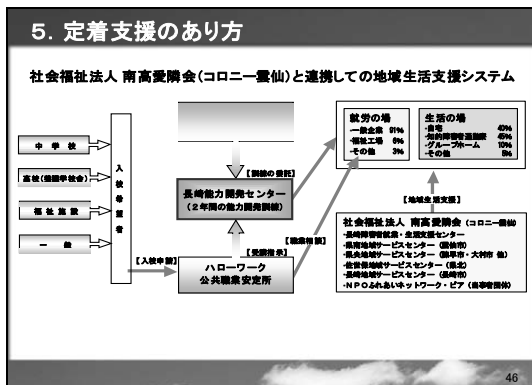 5. 定着支援のあり方
社会福祉法人 南高愛隣会(コロニー雲仙)と連携しての地域生活支援システム
中 学 校
高校(養護学校含)
福 祉 施 設
一 般
入校希望者
【入校申請】
【訓練の委託】
長崎能力開発センター
(2年間の能力開発訓練)
【受講指示】
ハローワーク
公共職業安定所
【職業相談】
就労の場
・一般企業 91%
・福祉工場 6%
・その他 3%
生活の場
・自宅 40%
・知的障害者通勤寮 45%
・グループホーム 10%
・その他 5%
【地域生活支援】
社会福祉法人 南高愛隣会(コロニー雲仙)
・長崎障害者就業・生活支援センター
・県南地域サービスセンター(雲仙市)
・県央地域サービスセンター(諫早市・大村市 他)
・佐世保地域サービスセンター(県北)
・長崎地域サービスセンター(長崎市)
・NPOふれあいネットワーク・ピア(当事者団体)
46